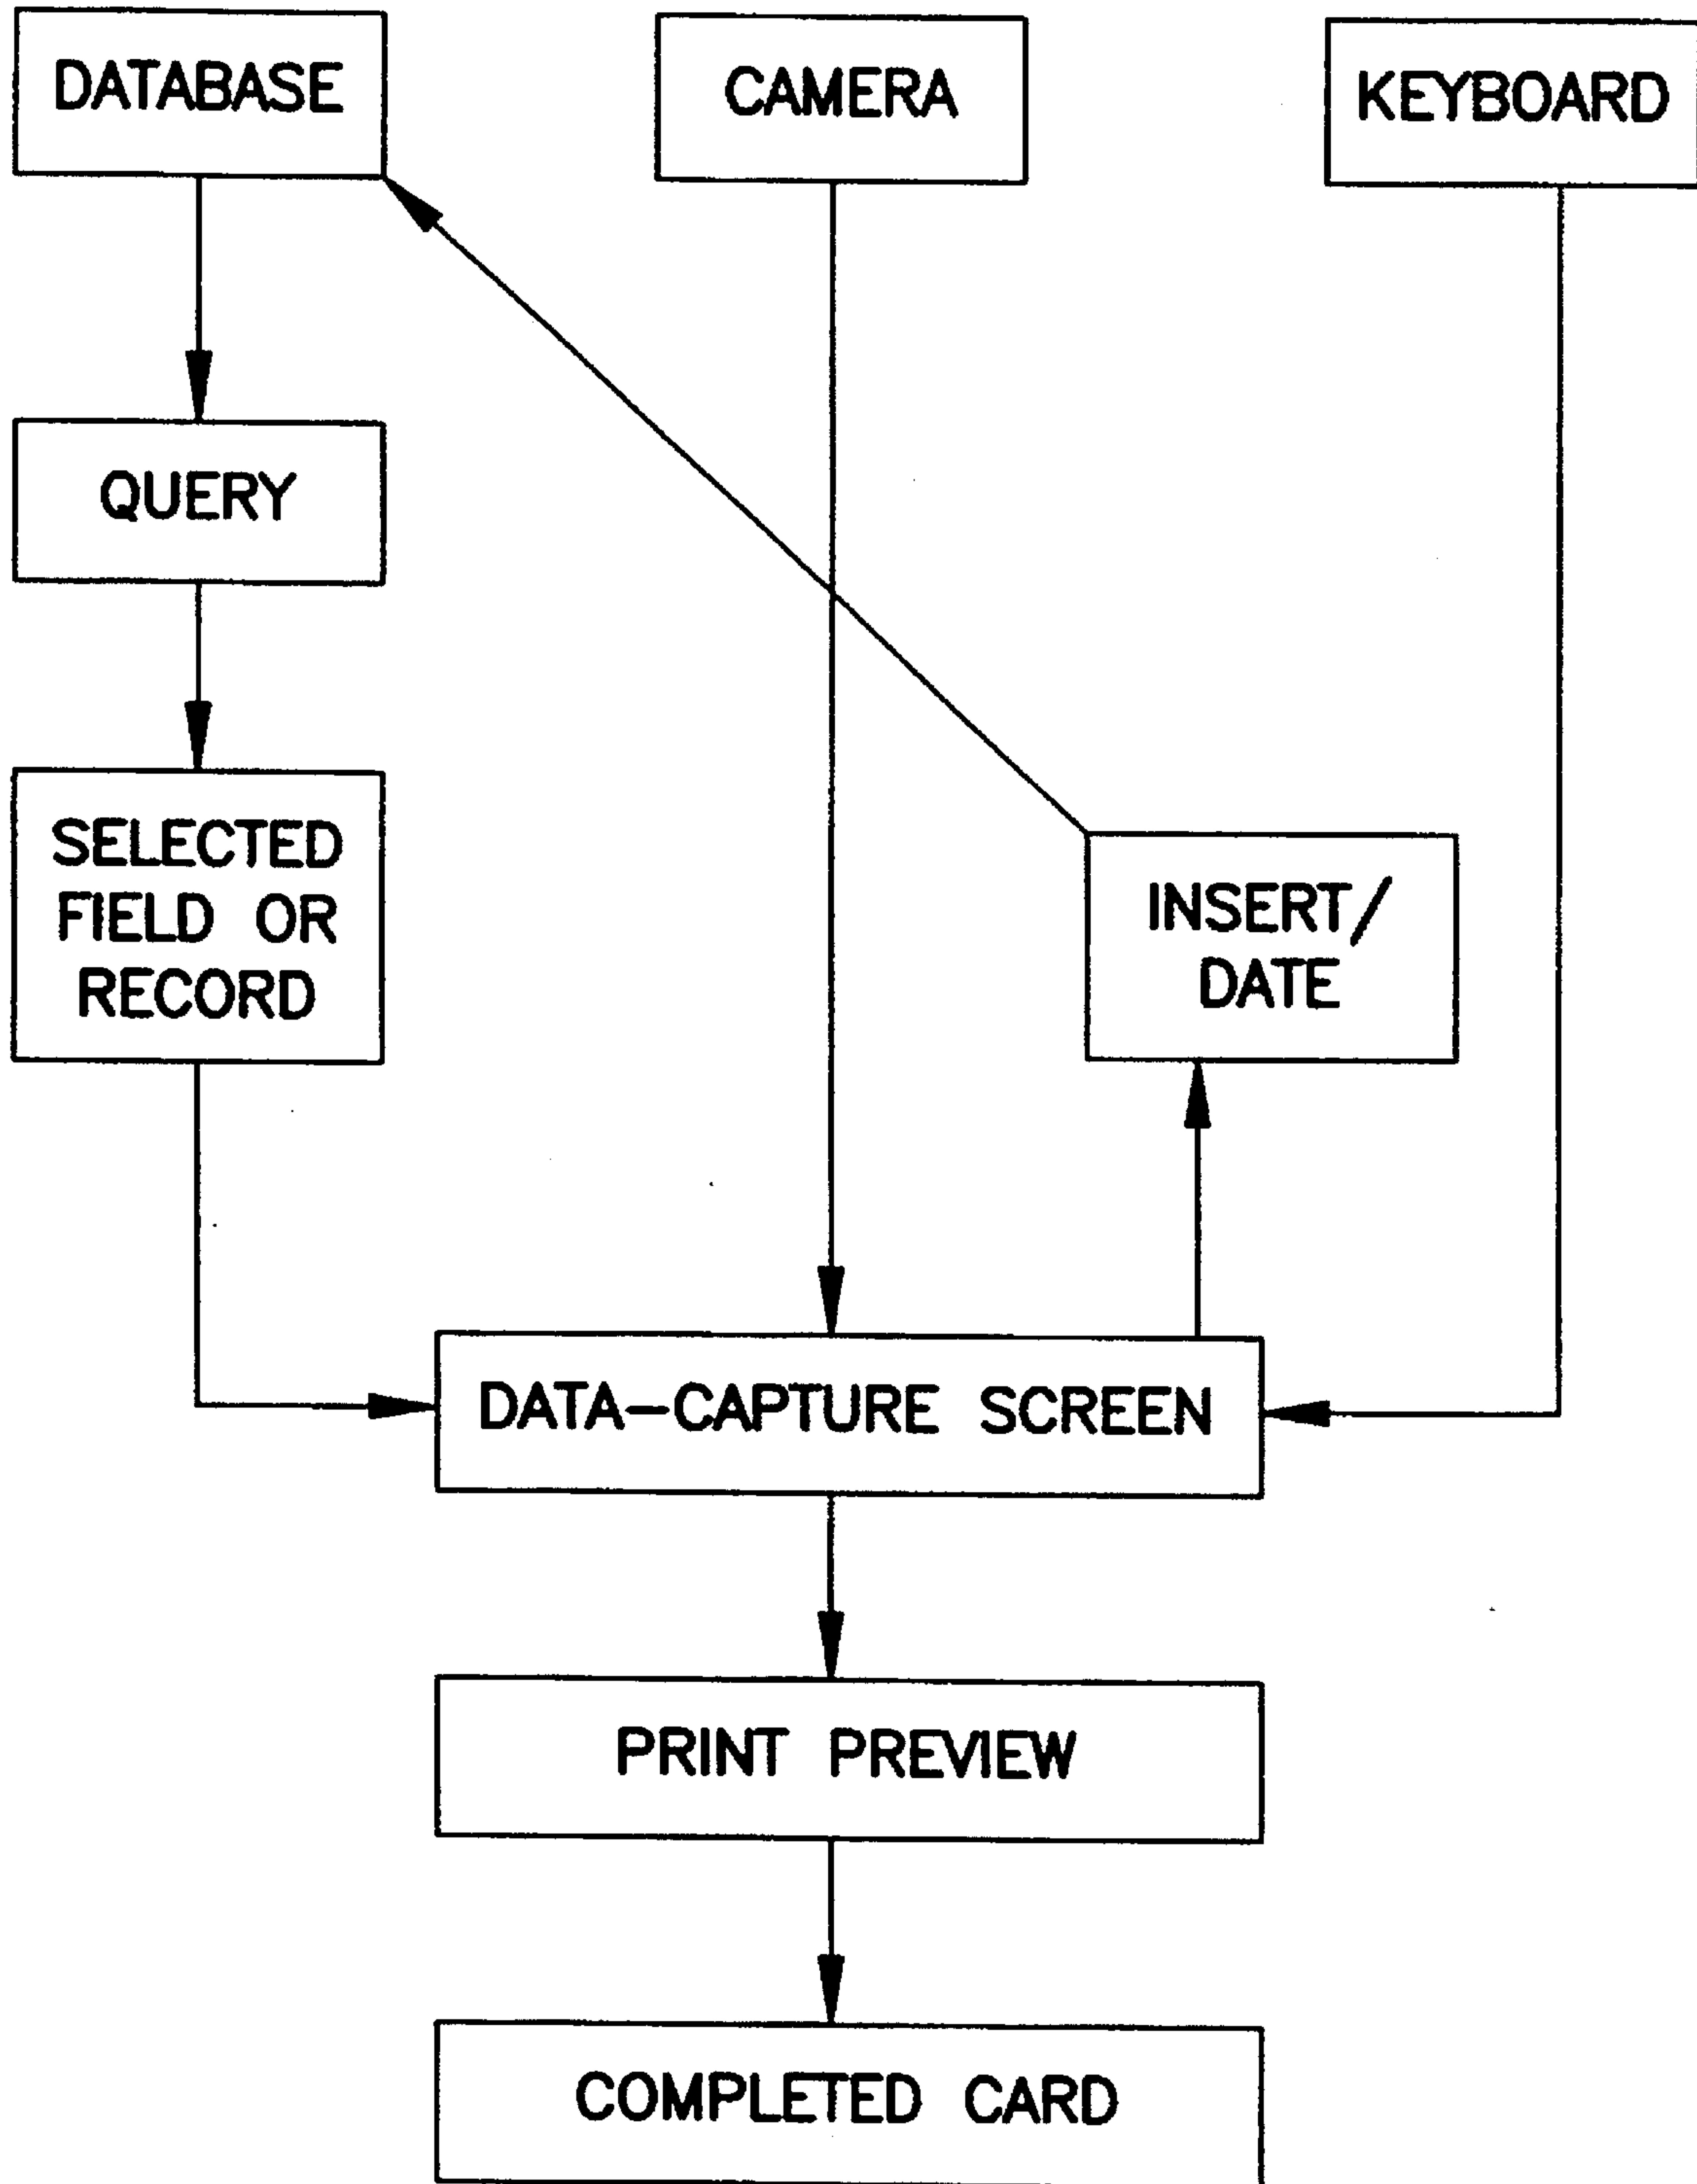 DATABASE
CAMERA
KEYBOARD
QUERY
SELECTED
FIELD OR
RECORD
INSERT/
DATE
DATA-CAPTURE SCREEN
PRINT PREVIEW
COMPLETED CARD